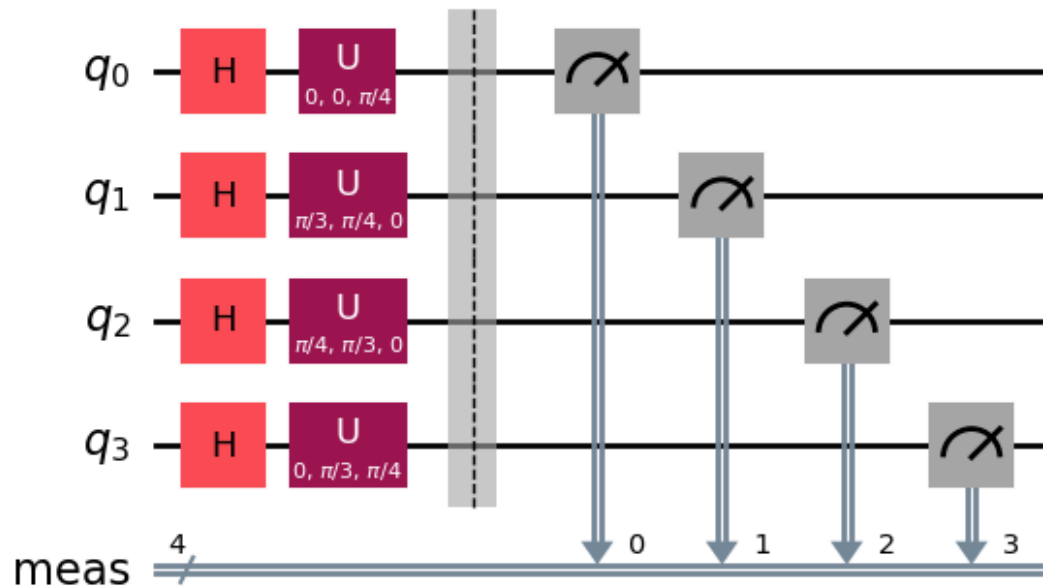 q0 H U
0, 0, π/4
q1 H U
π/3, π/4, 0
q2 H U
π/4, π/3, 0
q3 H U
0, π/3, π/4
4 0 1 2 3
meas